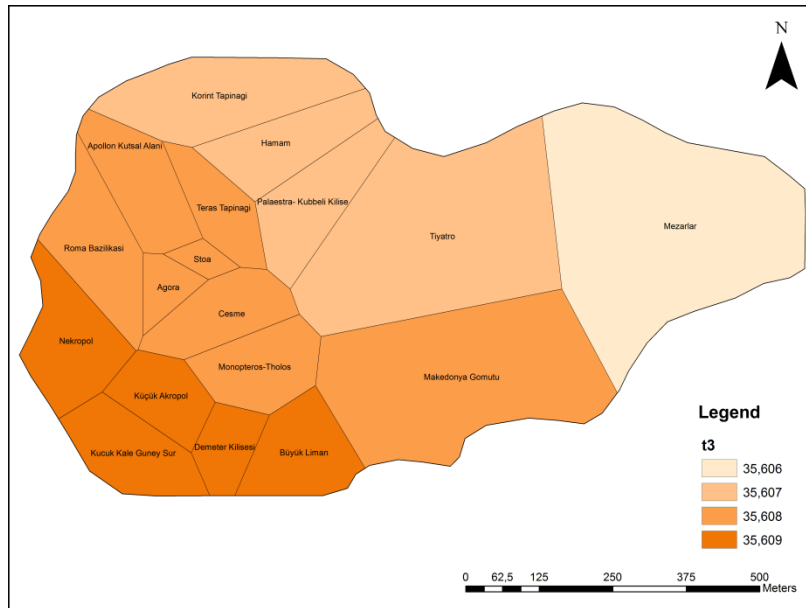 N
Korint Tapinagi
Hamam
Apollon Kutsal Alanı
Palaestra- Kubbeli Kilise
Teras Tapinagi
Mezarlar
Tiyatro
Roma Bazilikasi
Stoa
Agora
Cesme
Nekropol
Monopteros-Tholos
Makedonya Gomutu
Küçük Akropol
Kucuk Kale Guney Sur
Demeter Kilisesi
Büyük Liman
Legend
t3
35,606
35,607
35,608
35,609
0 62,5 125 250 375 500
Meters